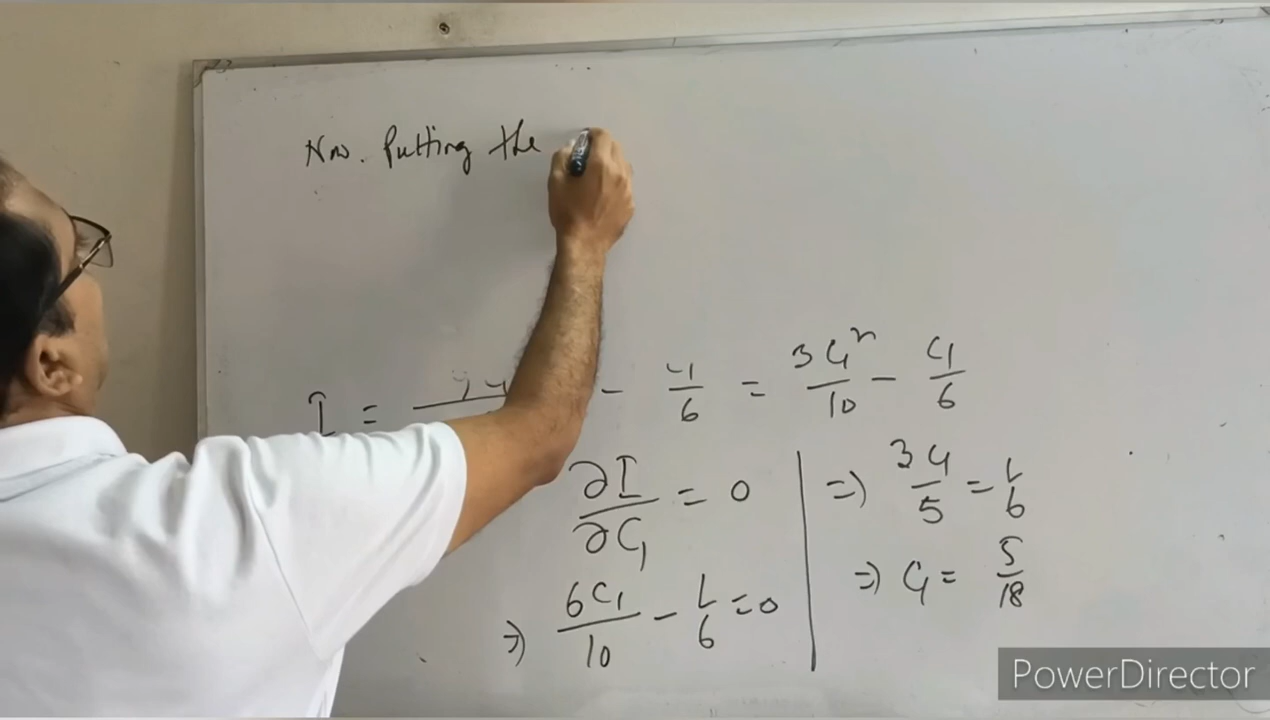 Now. Putting the
I = - C1/6 = 3C1²/10 - C1/6
∂I/∂C1 = 0
⇒ 6C1/10 - 1/6 = 0
⇒ 3C1/5 = 1/6
⇒ C1 = 5/18
PowerDirector